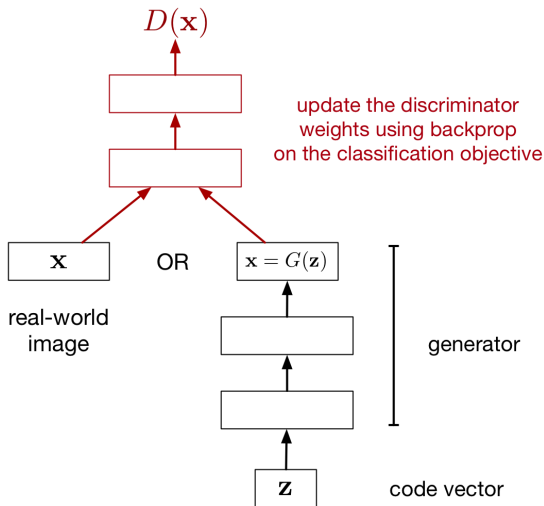 D(x)
update the discriminator
weights using backprop
on the classification objective
x
OR
x = G(z)
real-world
image
generator
z
code vector